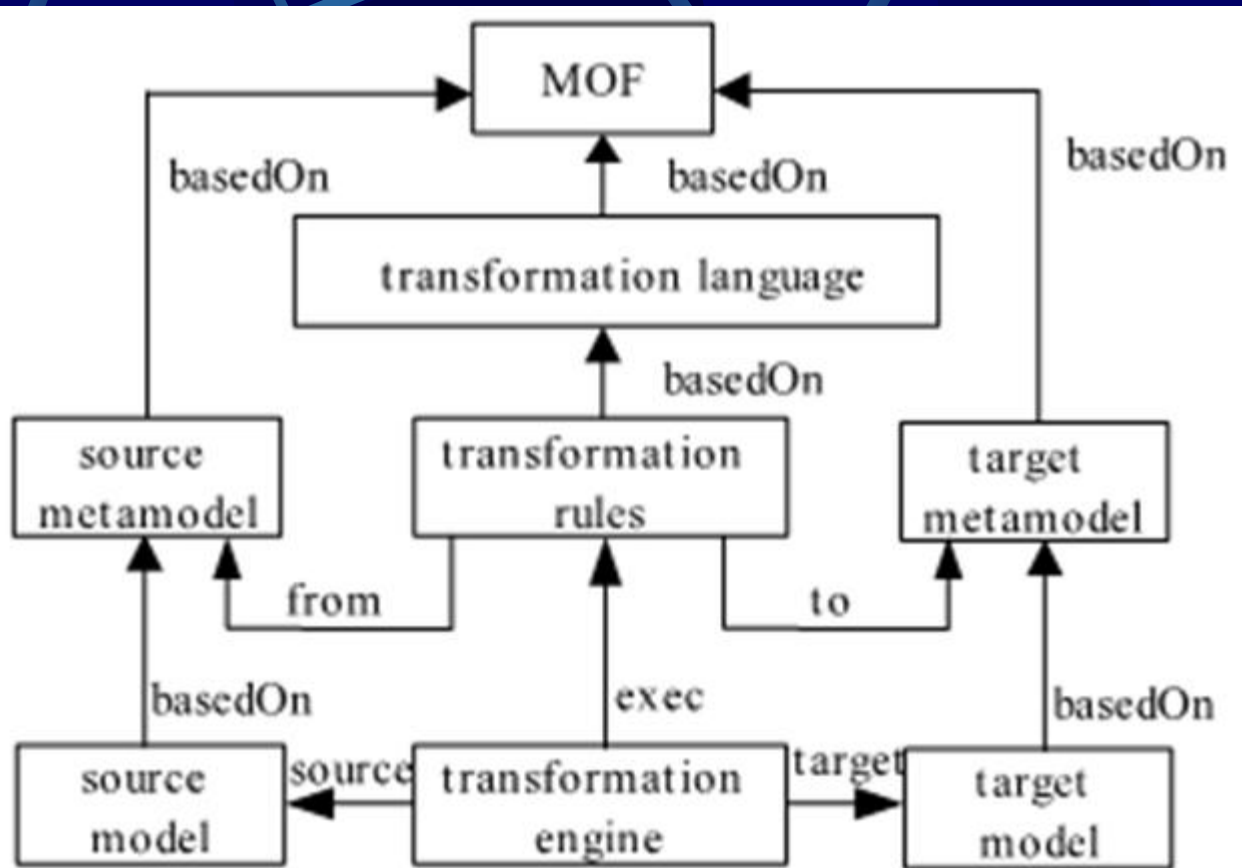 MOF
basedOn
basedOn
basedOn
transformation language
basedOn
source
metamodel
transformation
rules
target
metamodel
from
to
basedOn
exec
basedOn
source
model
source
transformation
engine
target
target
model